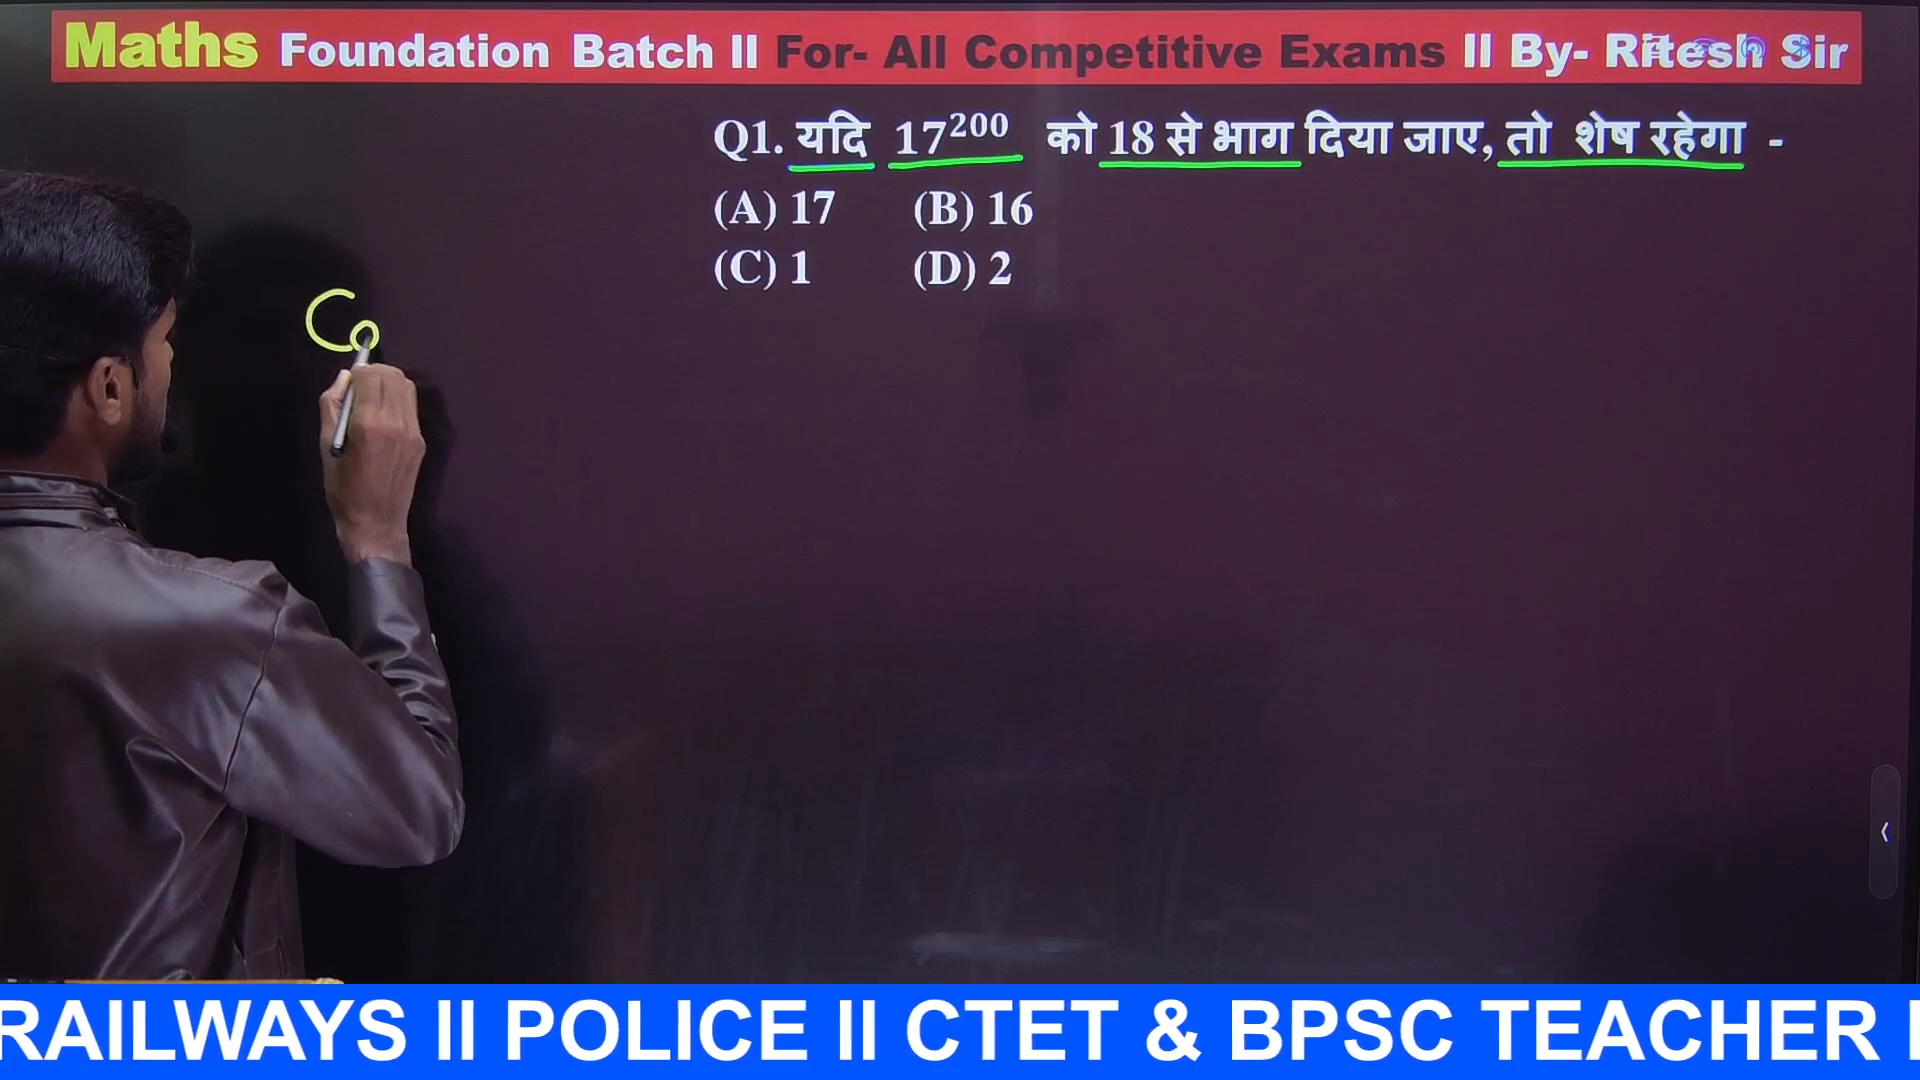 Maths Foundation Batch II For- All Competitive Exams II By- Ritesh Sir
Q1. यदि 17²⁰⁰ को 18 से भाग दिया जाए, तो शेष रहेगा -
(A) 17 (B) 16
(C) 1 (D) 2
Co
RAILWAYS II POLICE II CTET & BPSC TEACHER